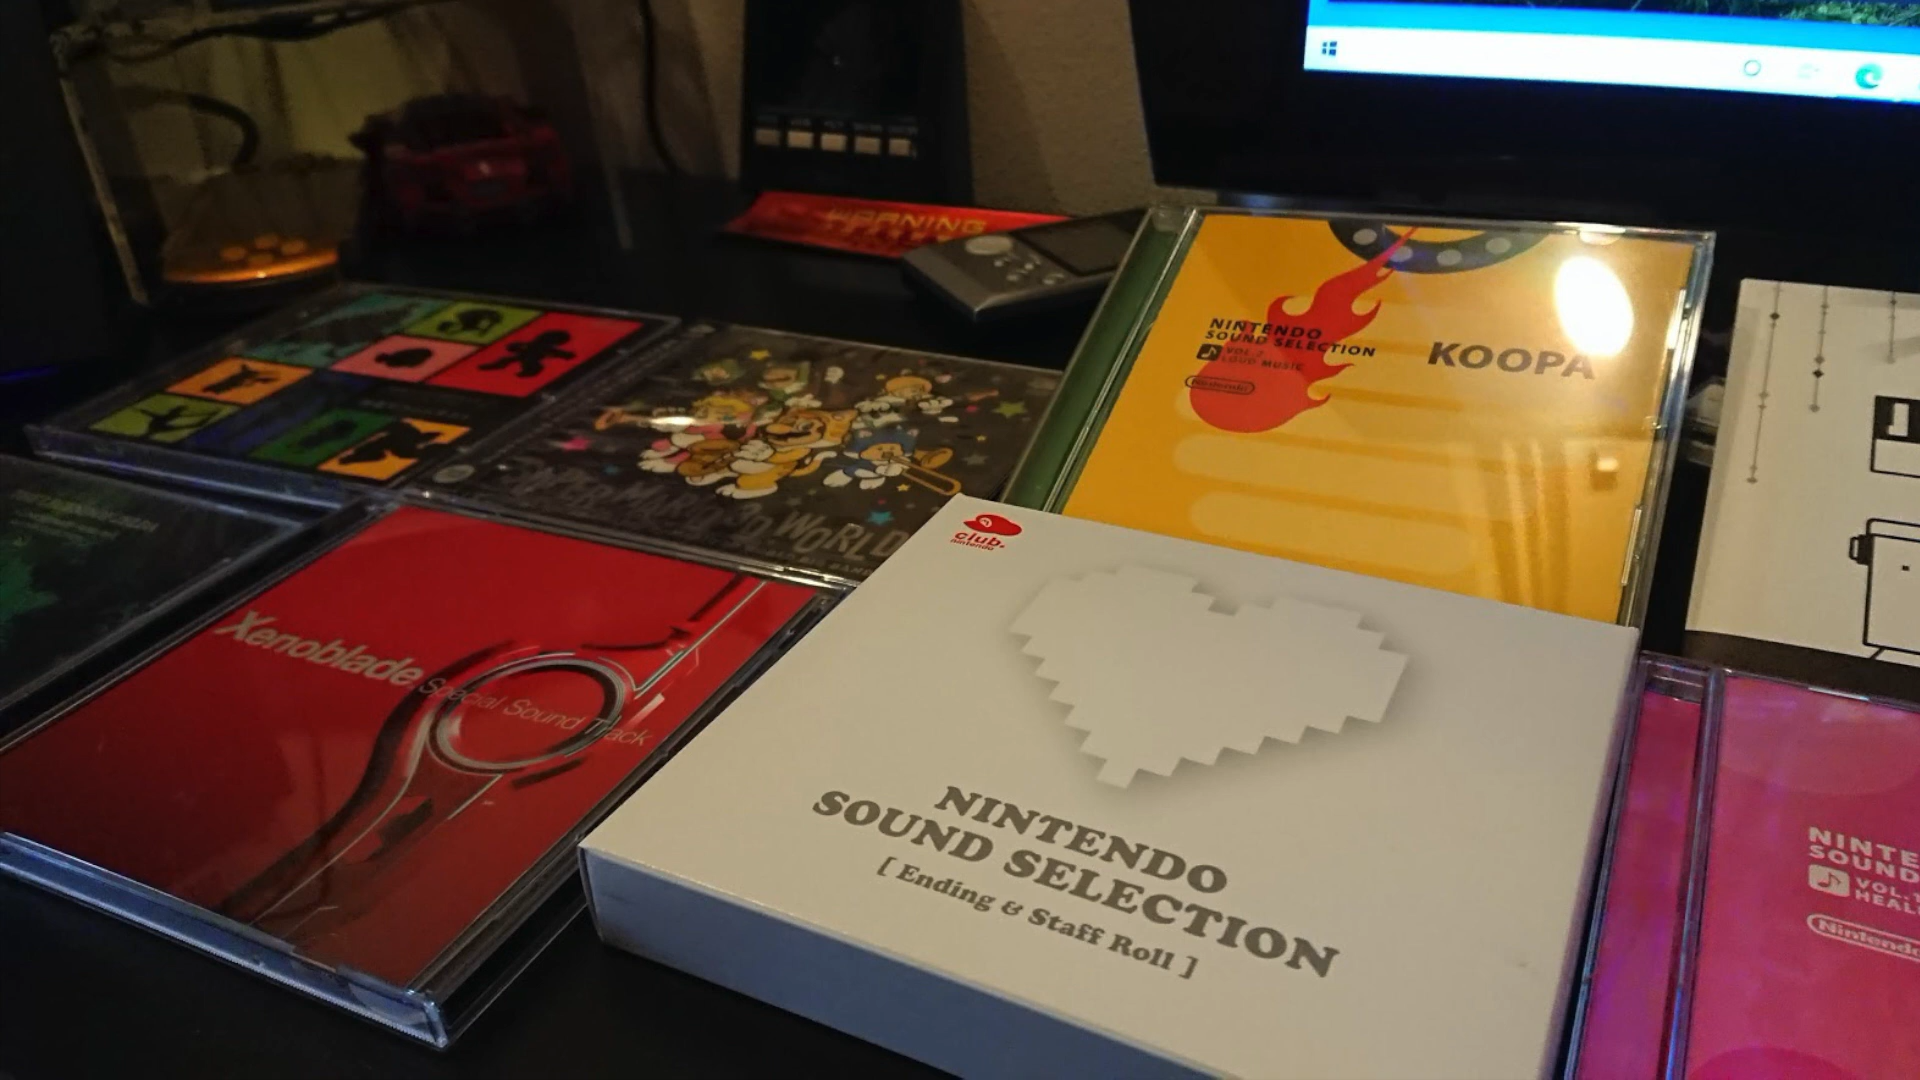 WARNING
NINTENDO
SOUND SELECTION
VOL.2
LOUD MUSIC
Nintendo
KOOPA
SUPER MARIO 3D WORLD
club
nintendo
Xenoblade
Special Sound Track
NINTENDO
SOUND SELECTION
[ Ending & Staff Roll ]
NINTE
SOUND
VOL.
HEAL
Nintendo